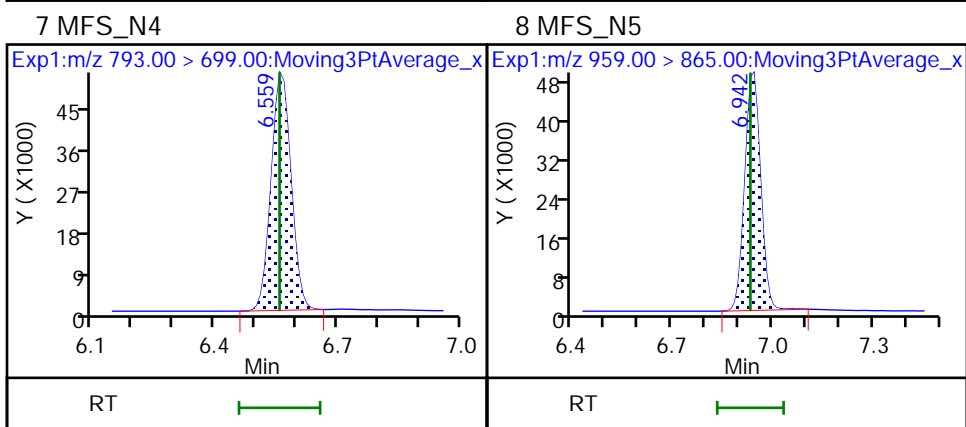 7 MFS_N4
Exp1:m/z 793.00 > 699.00:Moving3PtAverage_x
6.559
45
36
27
18
9
0
Y ( X1000)
6.1 6.4 6.7 7.0
Min
RT
8 MFS_N5
Exp1:m/z 959.00 > 865.00:Moving3PtAverage_x
6.942
48
40
32
24
16
8
0
Y ( X1000)
6.4 6.7 7.0 7.3
Min
RT